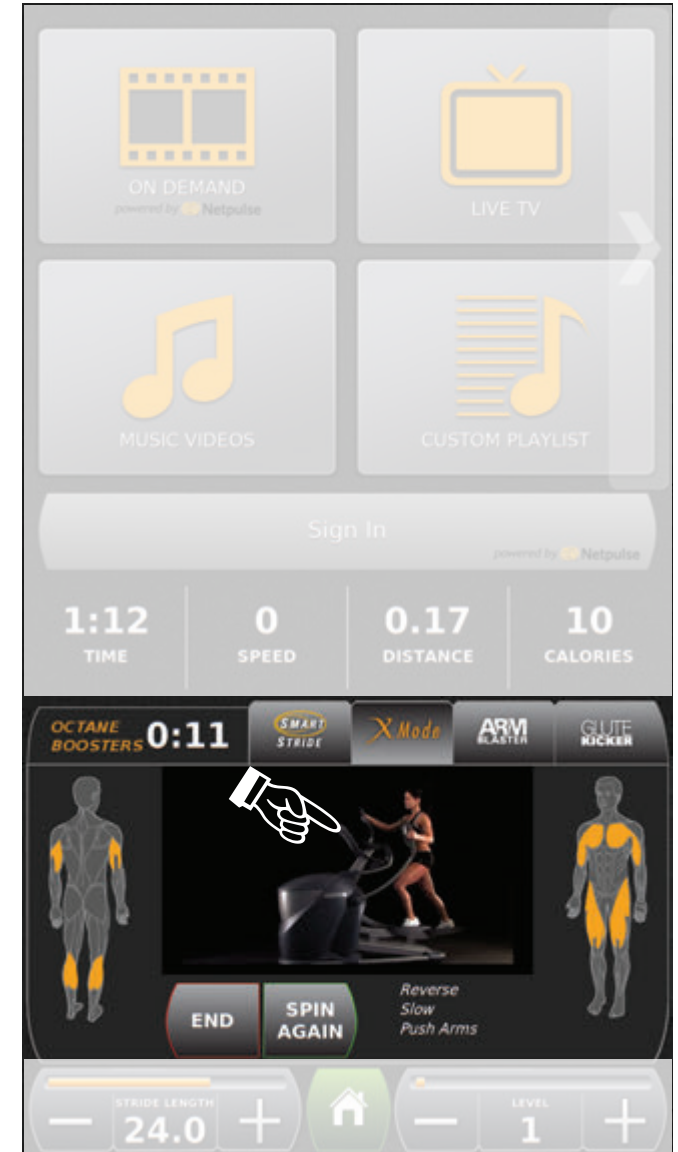 ON DEMAND
powered by Netpulse
LIVE TV
MUSIC VIDEOS
CUSTOM PLAYLIST
Sign In
powered by Netpulse
1:12
TIME
0
SPEED
0.17
DISTANCE
10
CALORIES
OCTANE
BOOSTERS
0:11
SMART
STRIDE
X Mode
ARM
BLASTER
GLUTE
KICKER
END
SPIN
AGAIN
Reverse
Slow
Push Arms
STRIDE LENGTH
24.0
LEVEL
1